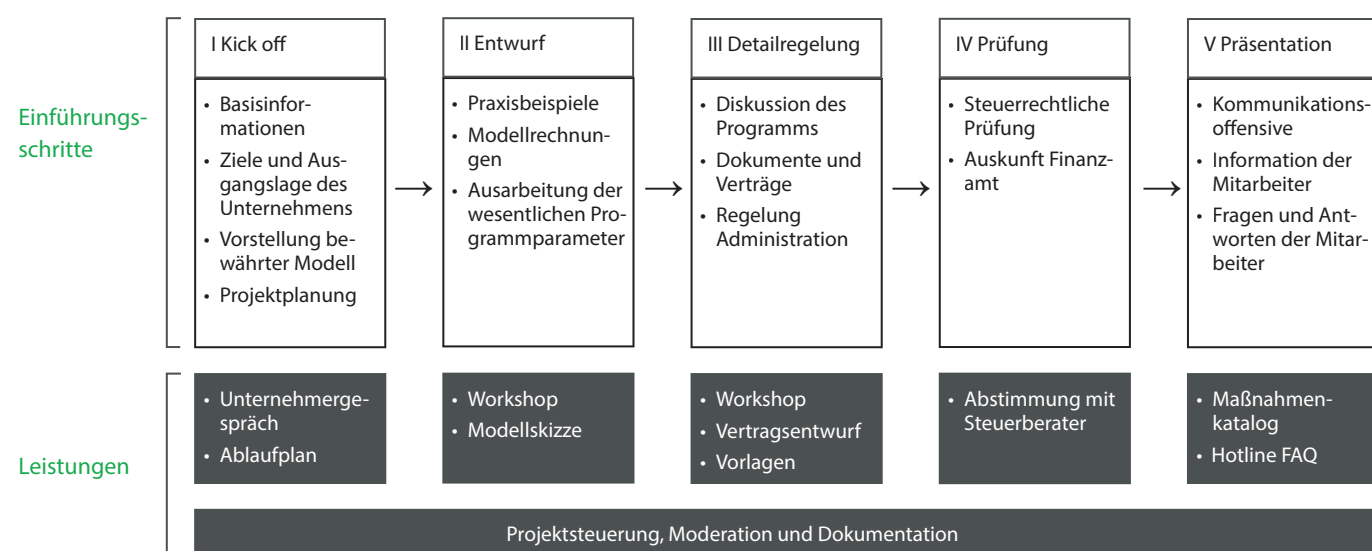 Einführungs-
schritte
I Kick off
• Basisinfor-
mationen
• Ziele und Aus-
gangslage des
Unternehmens
• Vorstellung be-
währter Modell
• Projektplanung
II Entwurf
• Praxisbeispiele
• Modellrechnun-
gen
• Ausarbeitung der
wesentlichen Pro-
grammparameter
III Detailregelung
• Diskussion des
Programms
• Dokumente und
Verträge
• Regelung
Administration
IV Prüfung
• Steuerrechtliche
Prüfung
• Auskunft Finanz-
amt
V Präsentation
• Kommunikations-
offensive
• Information der
Mitarbeiter
• Fragen und Ant-
worten der Mitar-
beiter
Leistungen
• Unternehmerge-
spräch
• Ablaufplan
• Workshop
• Modellskizze
• Workshop
• Vertragsentwurf
• Vorlagen
• Abstimmung mit
Steuerberater
• Maßnahmen-
katalog
• Hotline FAQ
Projektsteuerung, Moderation und Dokumentation